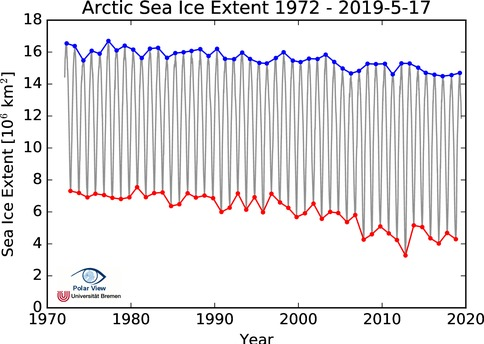 Arctic Sea Ice Extent 1972 - 2019-5-17
Sea Ice Extent [10⁶ km²]
18
16
14
12
10
8
6
4
2
0
Polar View
Universität Bremen
1970 1980 1990 2000 2010 2020
Year